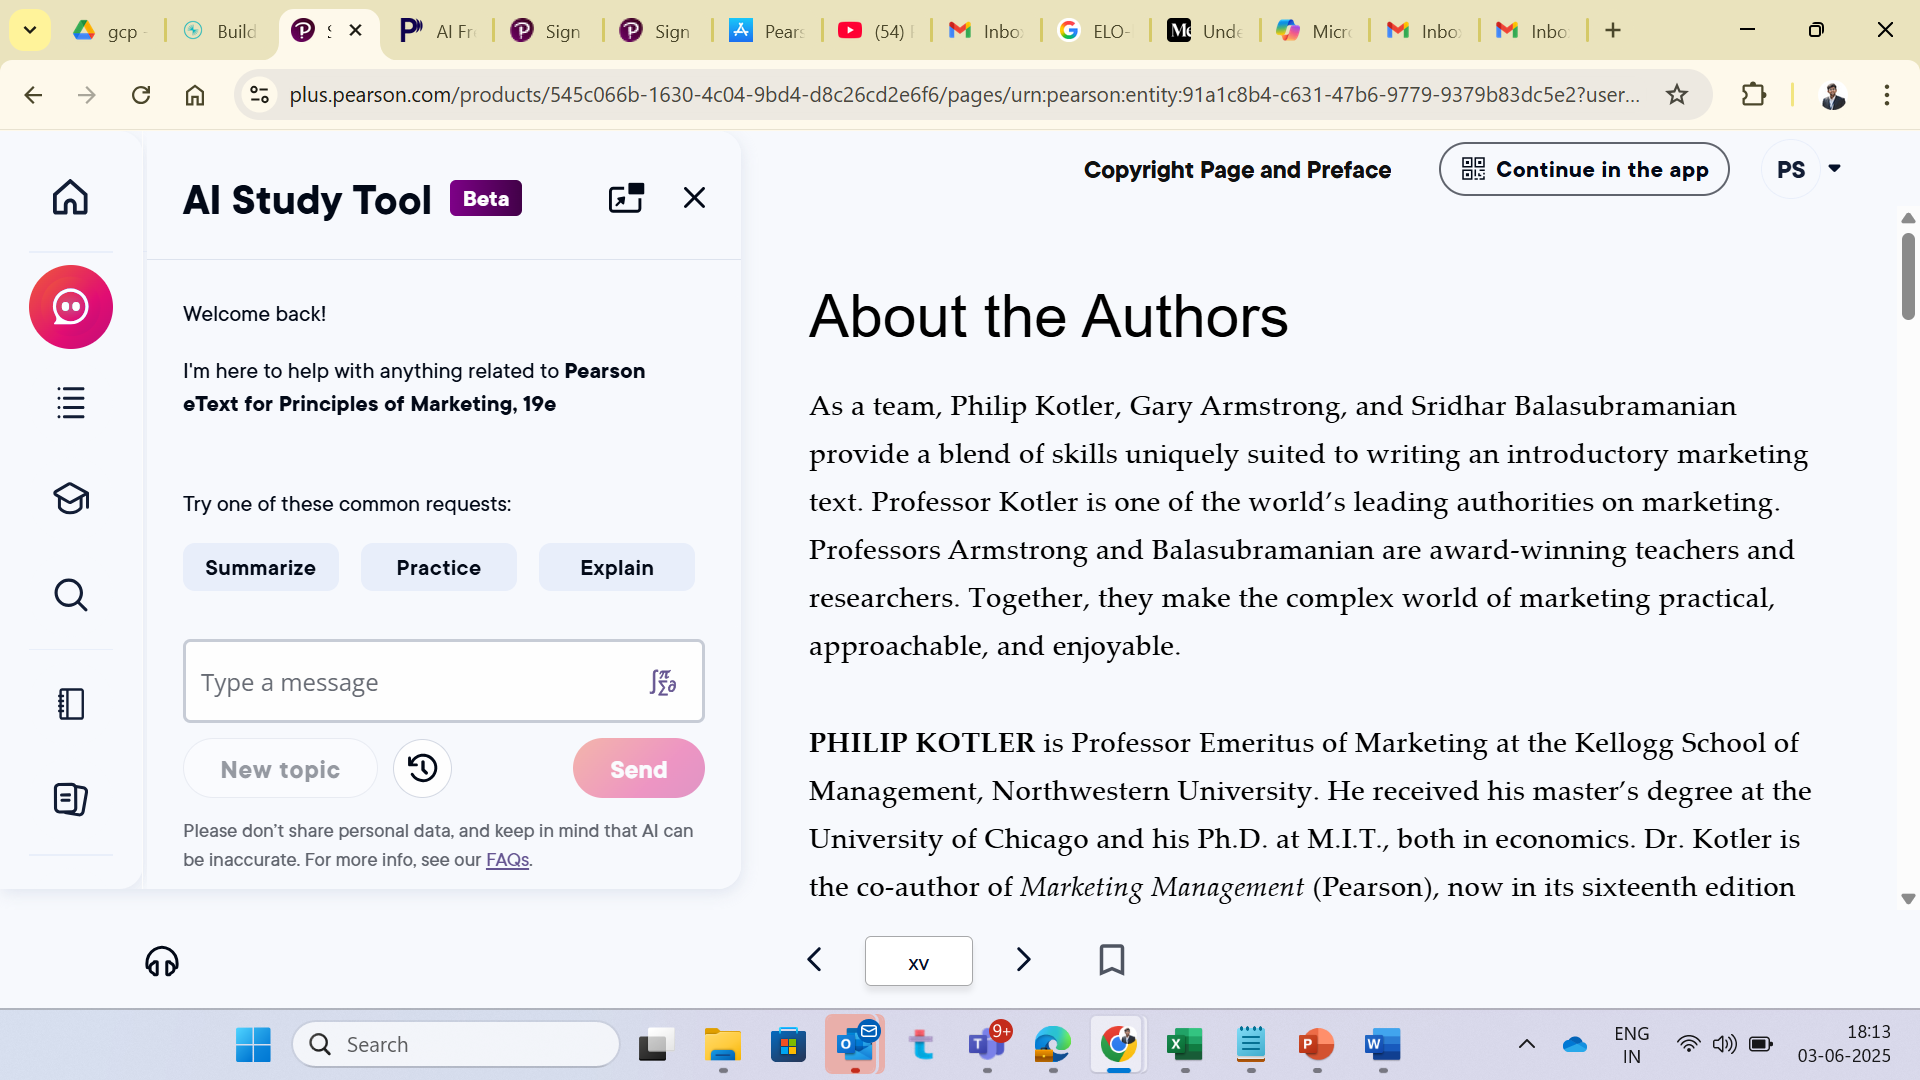 gcp -
Build
AI Fr
Sign
Sign
Pears
(54)
Inbo
ELO-
Unde
Micr
Inbo
Inbo
plus.pearson.com/products/545c066b-1630-4c04-9bd4-d8c26cd2e6f6/pages/urn:pearson:entity:91a1c8b4-c631-47b6-9779-9379b83dc5e2?user...
AI Study Tool Beta
Copyright Page and Preface
Continue in the app
PS
Welcome back!
I'm here to help with anything related to Pearson
eText for Principles of Marketing, 19e
Try one of these common requests:
Summarize
Practice
Explain
Type a message
New topic
Send
Please don't share personal data, and keep in mind that AI can
be inaccurate. For more info, see our FAQs.
About the Authors
As a team, Philip Kotler, Gary Armstrong, and Sridhar Balasubramanian
provide a blend of skills uniquely suited to writing an introductory marketing
text. Professor Kotler is one of the world’s leading authorities on marketing.
Professors Armstrong and Balasubramanian are award-winning teachers and
researchers. Together, they make the complex world of marketing practical,
approachable, and enjoyable.
PHILIP KOTLER is Professor Emeritus of Marketing at the Kellogg School of
Management, Northwestern University. He received his master’s degree at the
University of Chicago and his Ph.D. at M.I.T., both in economics. Dr. Kotler is
the co-author of Marketing Management (Pearson), now in its sixteenth edition
xv
Search
9+
ENG
IN
18:13
03-06-2025